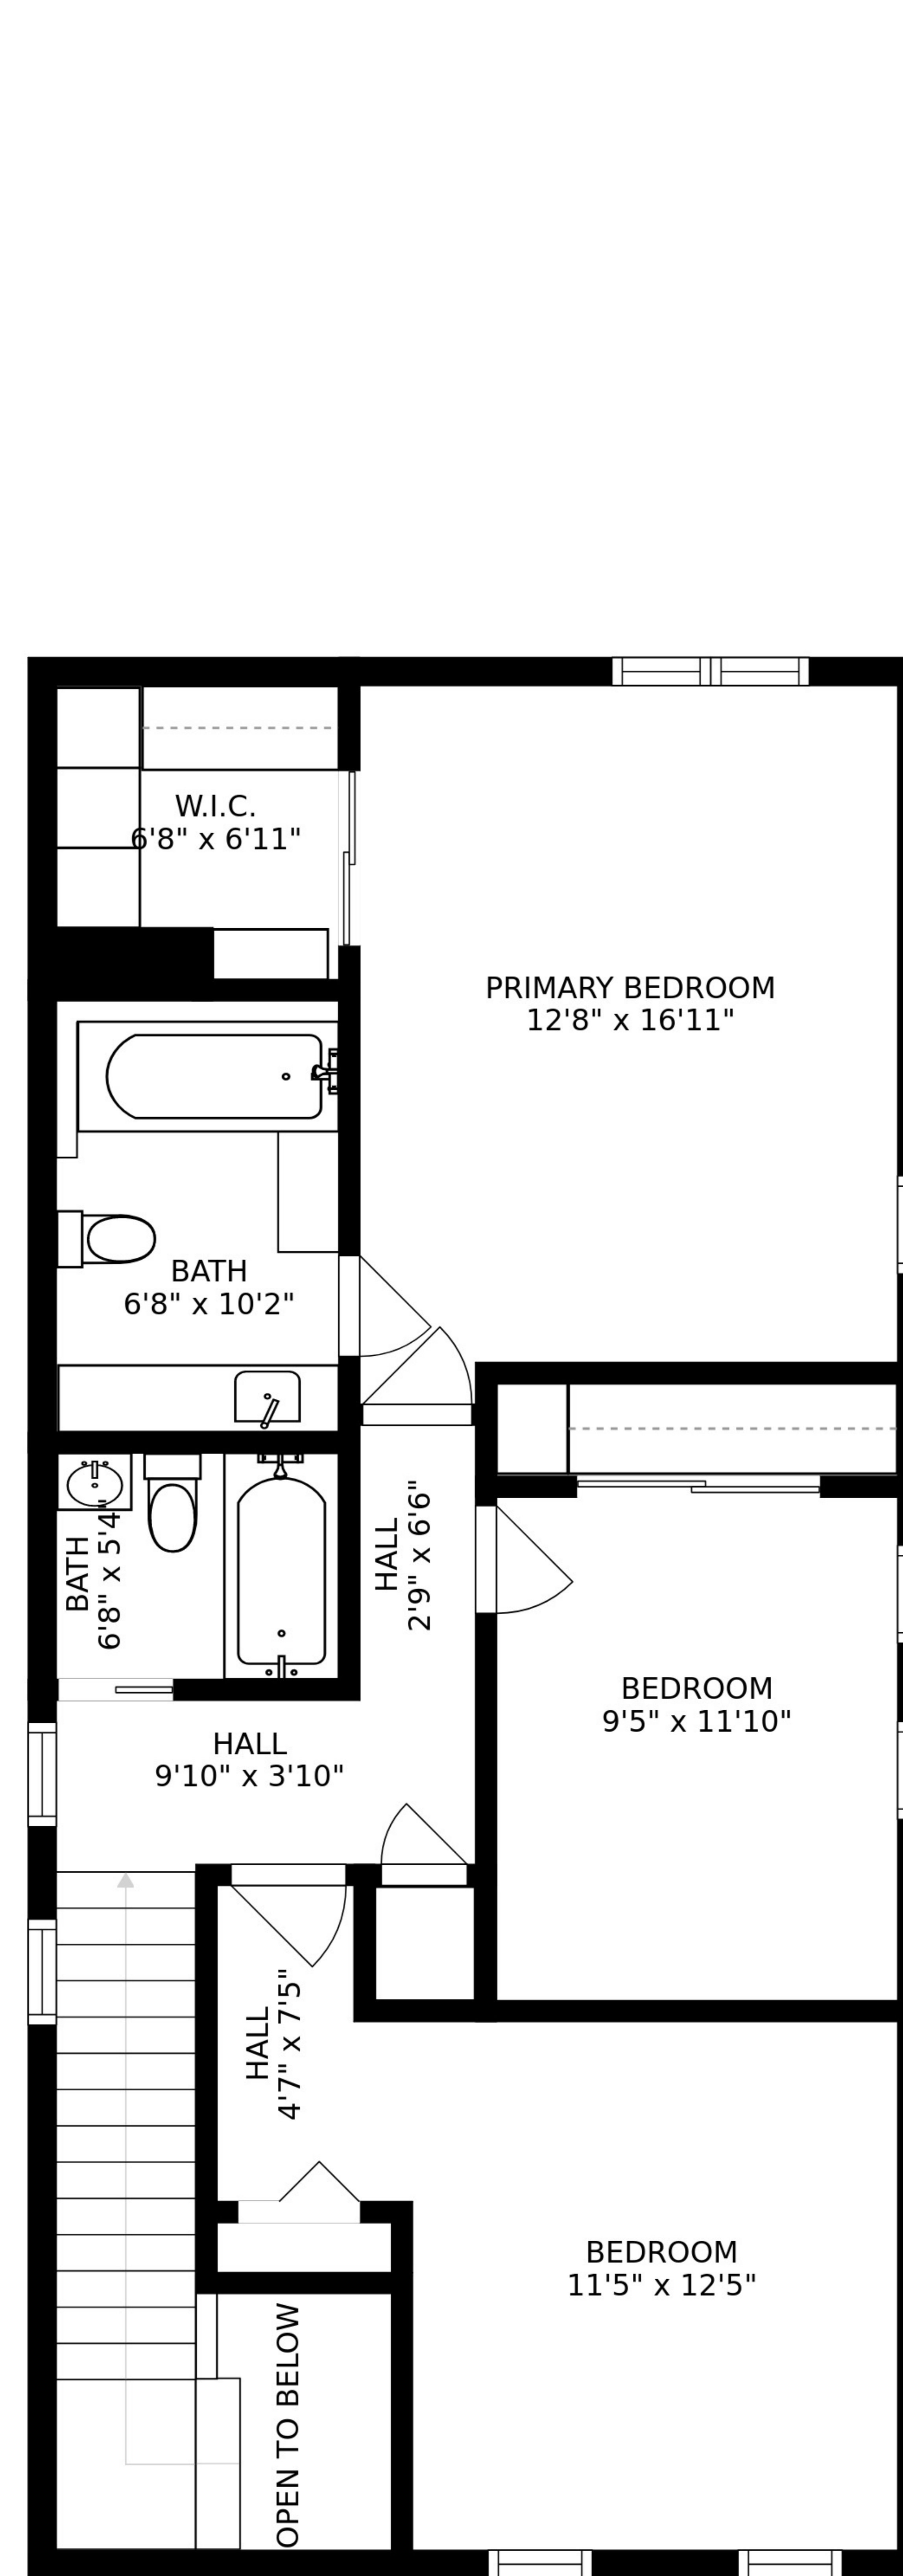 W.I.C.
6'8" x 6'11"
PRIMARY BEDROOM
12'8" x 16'11"
BATH
6'8" x 10'2"
BATH
6'8" x 5'4"
HALL
2'9" x 6'6"
BEDROOM
9'5" x 11'10"
HALL
9'10" x 3'10"
HALL
4'7" x 7'5"
BEDROOM
11'5" x 12'5"
OPEN TO BELOW